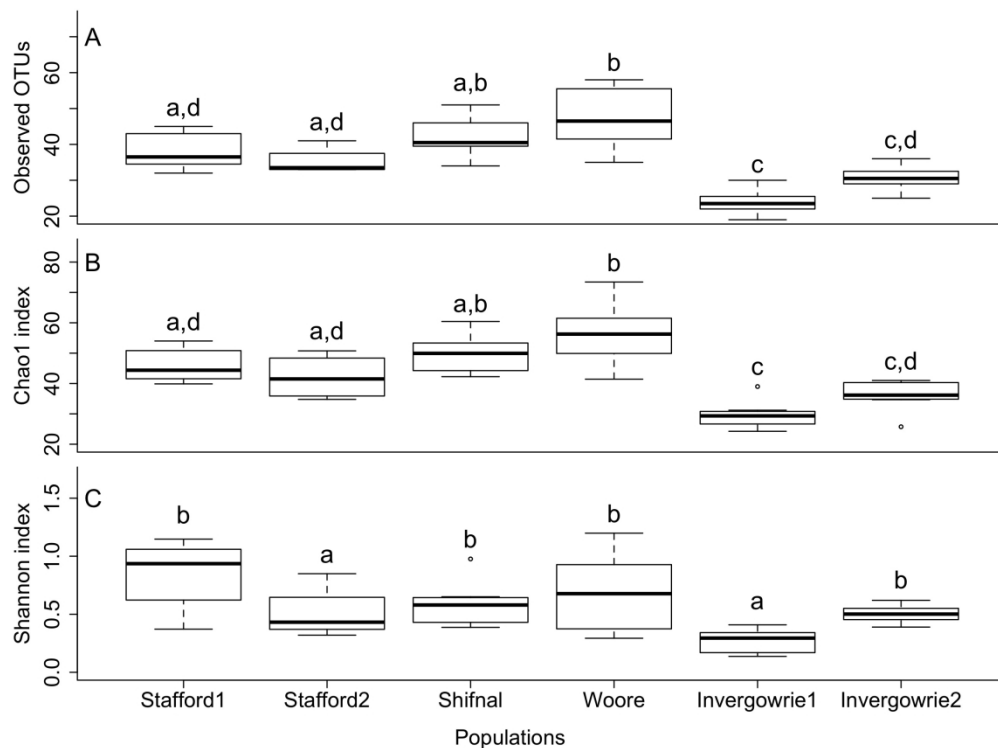 A
Observed OTUs
60
40
20
a,d
a,d
a,b
b
c
c,d
B
Chao1 index
80
60
40
20
a,d
a,d
a,b
b
c
c,d
C
Shannon index
1.5
1.0
0.5
0.0
b
a
b
b
a
b
Stafford1 Stafford2 Shifnal Woore Invergowrie1 Invergowrie2
Populations